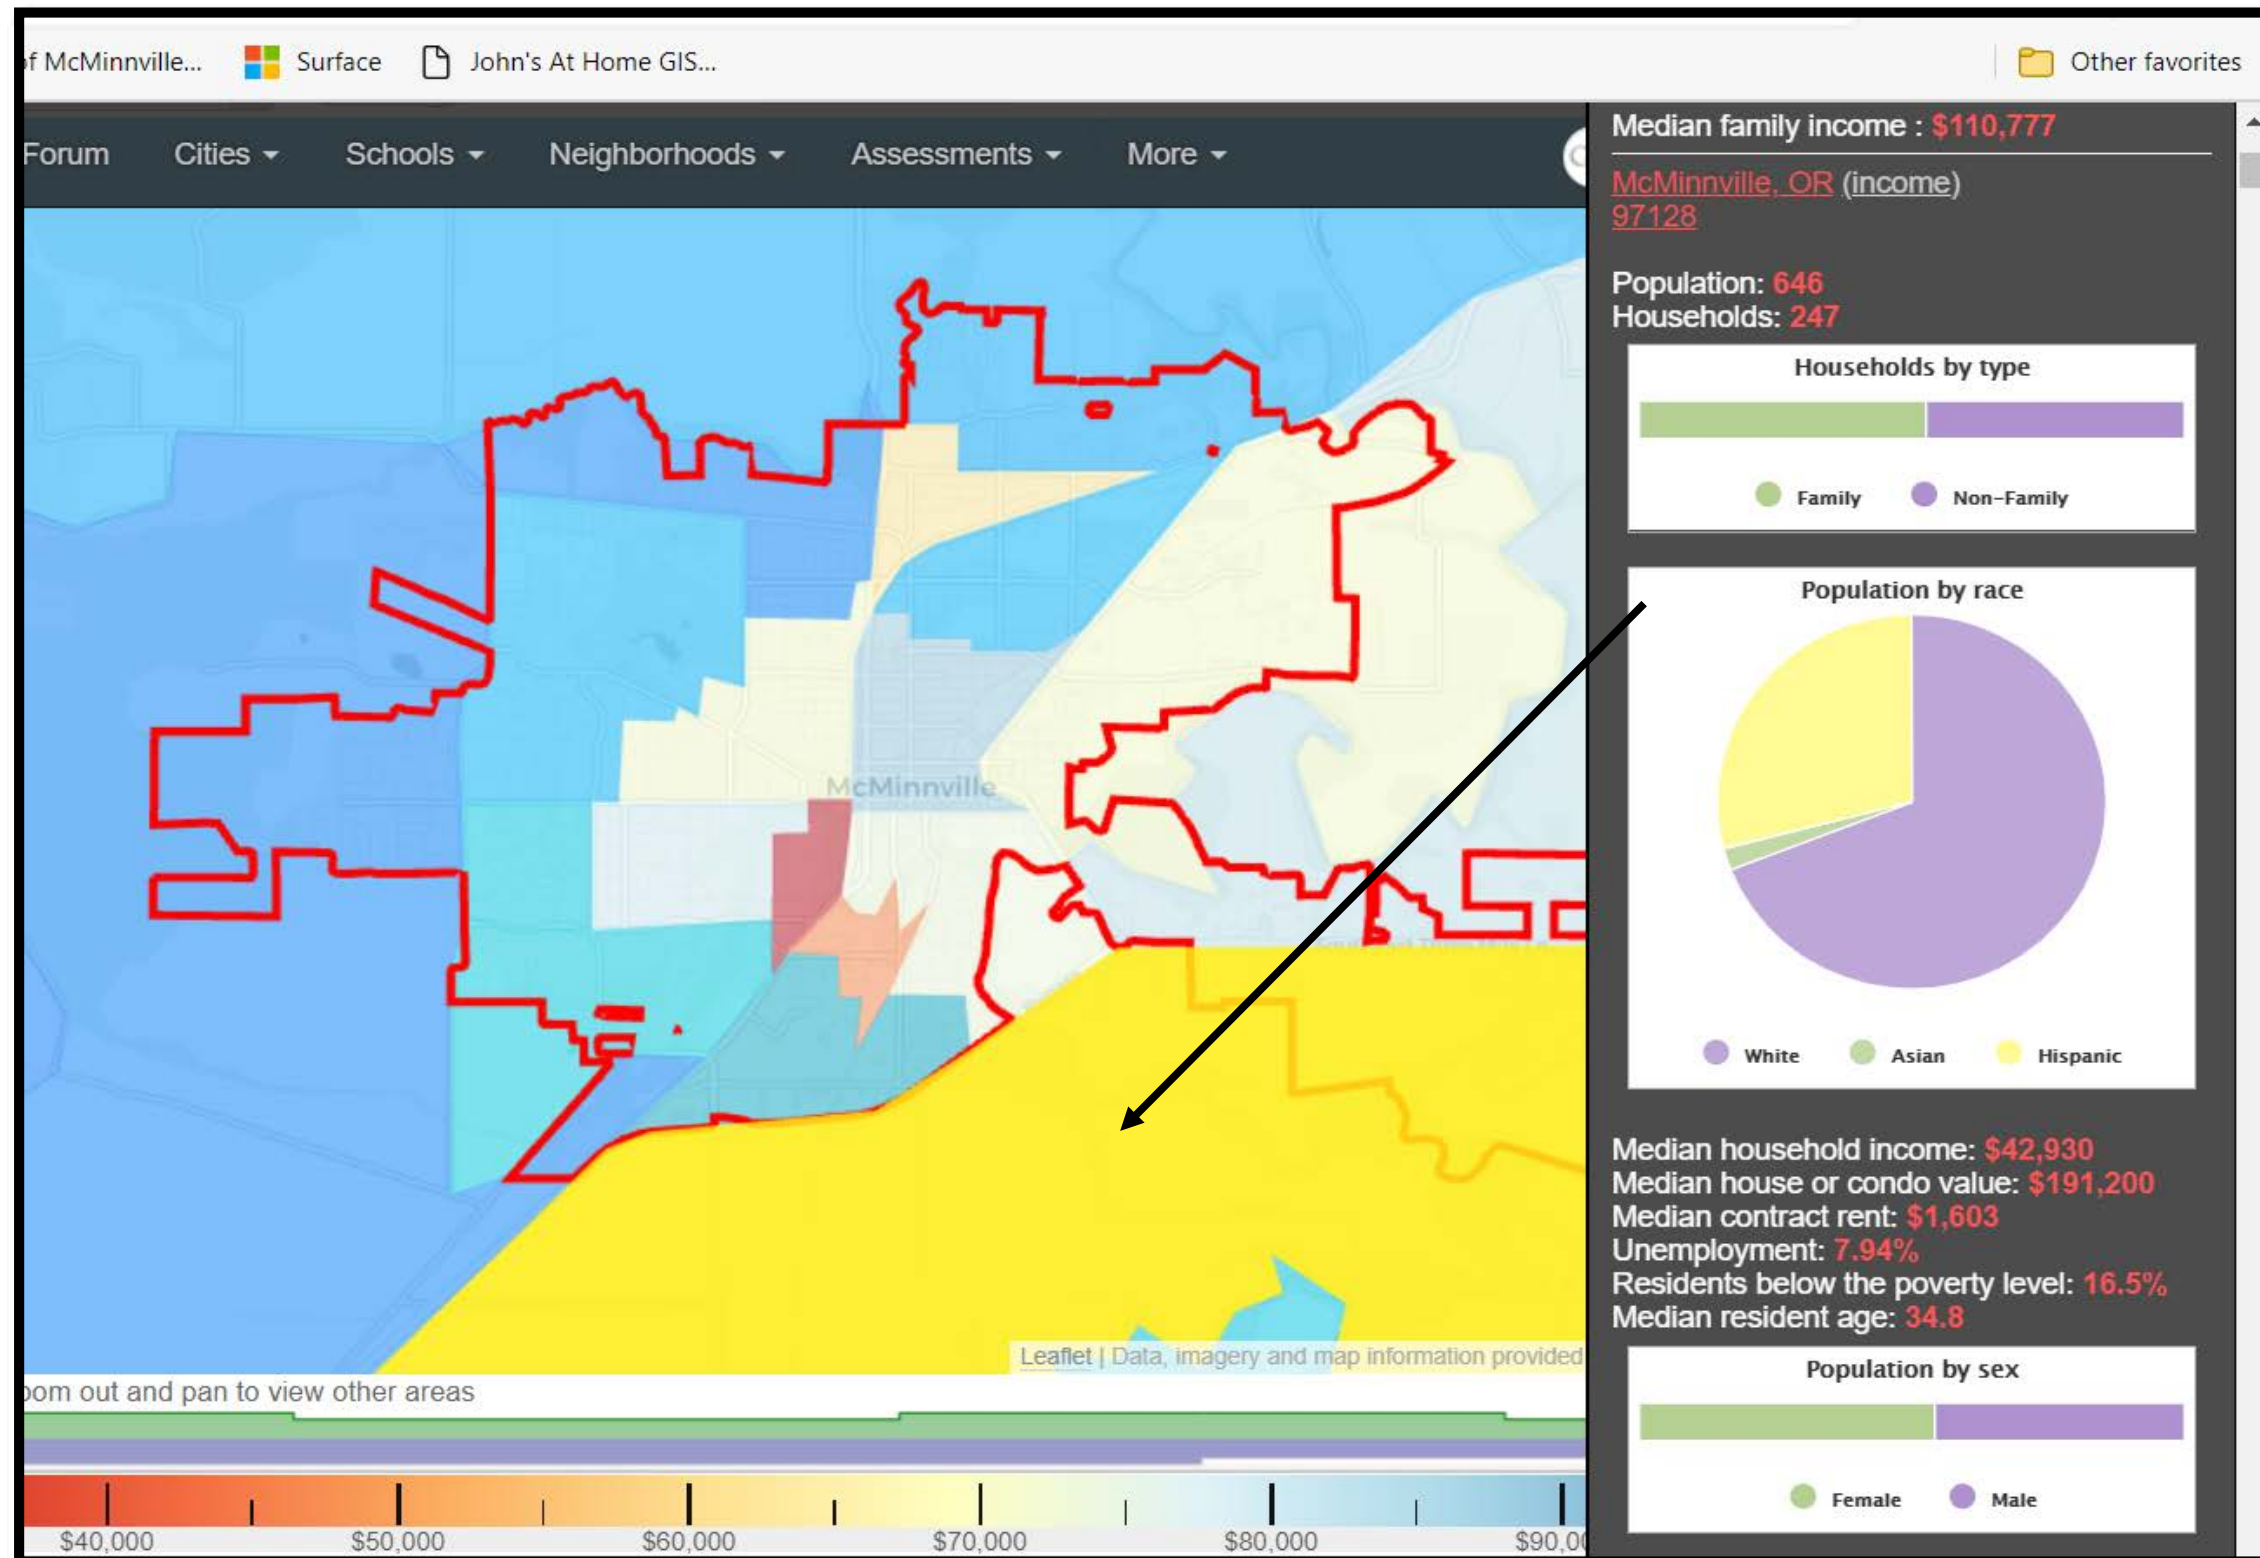 of McMinnville...
Surface
John's At Home GIS...
Other favorites
Forum
Cities
Schools
Neighborhoods
Assessments
More
Median family income : $110,777
McMinnville, OR (income)
97128
Population: 646
Households: 247
Households by type
Family
Non-Family
Population by race
White
Asian
Hispanic
Median household income: $42,930
Median house or condo value: $191,200
Median contract rent: $1,603
Unemployment: 7.94%
Residents below the poverty level: 16.5%
Median resident age: 34.8
Population by sex
Female
Male
McMinnville
Leaflet | Data, imagery and map information provided
oom out and pan to view other areas
$40,000
$50,000
$60,000
$70,000
$80,000
$90,00